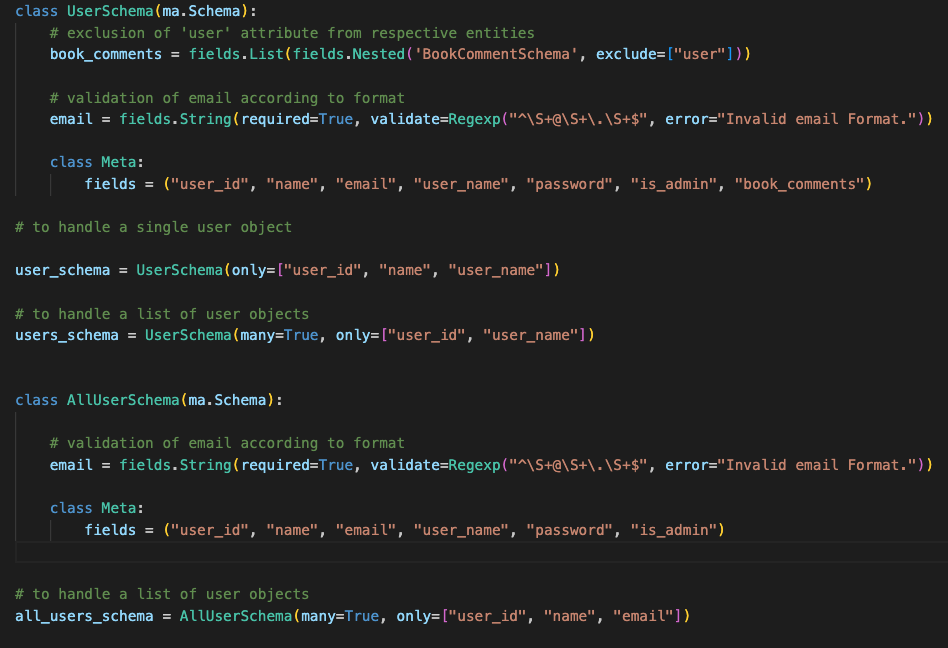 class UserSchema(ma.Schema):
    # exclusion of 'user' attribute from respective entities
    book_comments = fields.List(fields.Nested('BookCommentSchema', exclude=["user"]))

    # validation of email according to format
    email = fields.String(required=True, validate=Regexp("^\S+@\S+\.\S+$", error="Invalid email Format."))

    class Meta:
        fields = ("user_id", "name", "email", "user_name", "password", "is_admin", "book_comments")

# to handle a single user object

user_schema = UserSchema(only=["user_id", "name", "user_name"])

# to handle a list of user objects
users_schema = UserSchema(many=True, only=["user_id", "user_name"])


class AllUserSchema(ma.Schema):

    # validation of email according to format
    email = fields.String(required=True, validate=Regexp("^\S+@\S+\.\S+$", error="Invalid email Format."))

    class Meta:
        fields = ("user_id", "name", "email", "user_name", "password", "is_admin")


# to handle a list of user objects
all_users_schema = AllUserSchema(many=True, only=["user_id", "name", "email"])